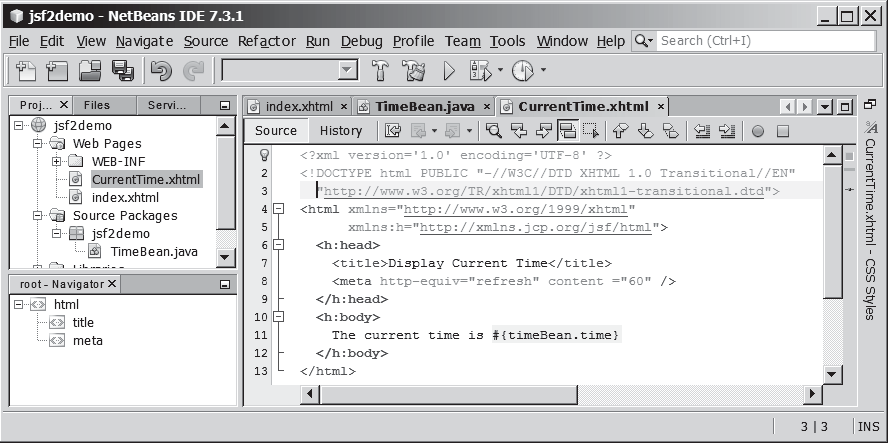 jsf2demo - NetBeans IDE 7.3.1
File Edit View Navigate Source Refactor Run Debug Profile Team Tools Window Help Search (Ctrl+I)
Proj... Files Servi...
index.xhtml TimeBean.java CurrentTime.xhtml
Source History
jsf2demo
Web Pages
WEB-INF
CurrentTime.xhtml
index.xhtml
Source Packages
jsf2demo
TimeBean.java
root - Navigator
html
title
meta
<?xml version='1.0' encoding='UTF-8' ?>
2 <!DOCTYPE html PUBLIC "-//W3C//DTD XHTML 1.0 Transitional//EN"
3 "http://www.w3.org/TR/xhtml1/DTD/xhtml1-transitional.dtd">
4 <html xmlns="http://www.w3.org/1999/xhtml"
5 xmlns:h="http://xmlns.jcp.org/jsf/html">
6 <h:head>
7 <title>Display Current Time</title>
8 <meta http-equiv="refresh" content ="60" />
9 </h:head>
10 <h:body>
11 The current time is #{timeBean.time}
12 </h:body>
13 </html>
CurrentTime.xhtml - CSS Styles
3 | 3 INS